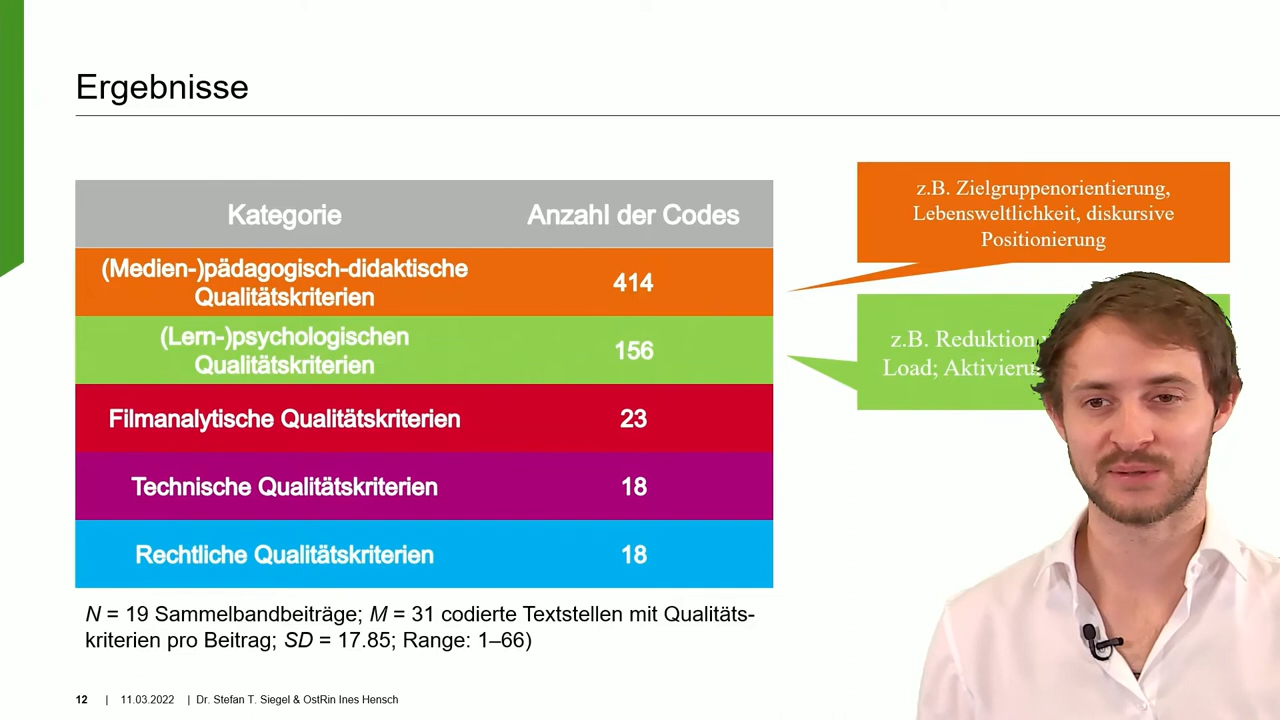 Ergebnisse
Kategorie Anzahl der Codes
(Medien-)pädagogisch-didaktische
Qualitätskriterien
414
(Lern-)psychologischen
Qualitätskriterien
156
Filmanalytische Qualitätskriterien 23
Technische Qualitätskriterien 18
Rechtliche Qualitätskriterien 18
z.B. Zielgruppenorientierung,
Lebensweltlichkeit, diskursive
Positionierung
z.B. Reduktion
Load;
N = 19 Sammelbandbeiträge; M = 31 codierte Textstellen mit Qualitäts-
kriterien pro Beitrag; SD = 17.85; Range: 1–66)
12 | 11.03.2022 | Dr. Stefan T. Siegel & OstRin Ines Hensch